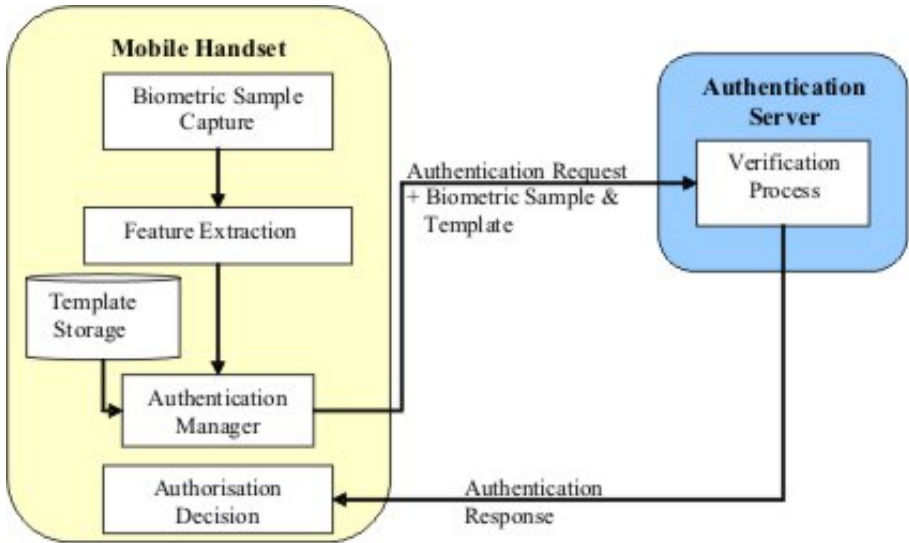 Mobile Handset
Biometric Sample
Capture
Feature Extraction
Template
Storage
Authentication
Manager
Authorisation
Decision
Authentication Request
+ Biometric Sample &
Template
Authentication
Server
Verification
Process
Authentication
Response